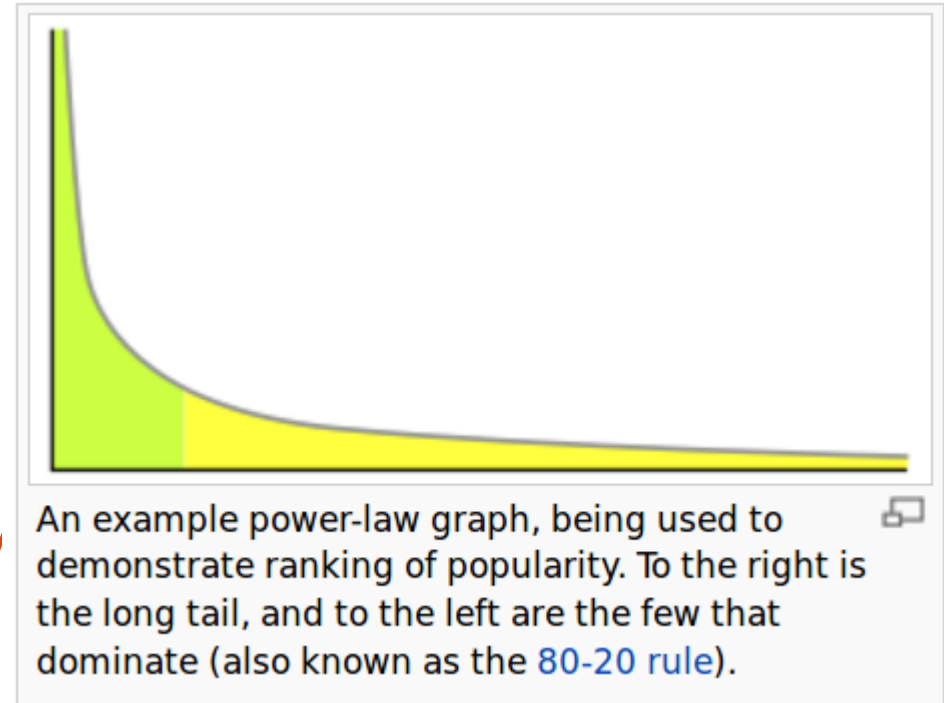 An example power-law graph, being used to
demonstrate ranking of popularity. To the right is
the long tail, and to the left are the few that
dominate (also known as the 80-20 rule).